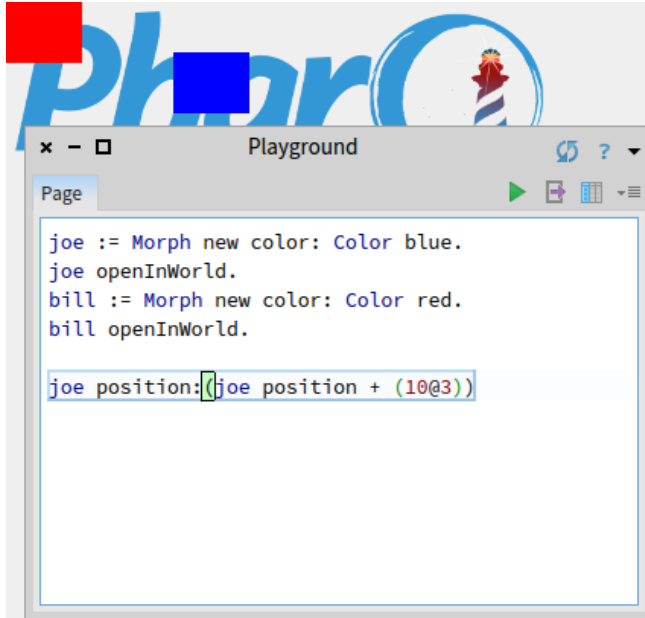 Pharo
× - □ Playground ?
Page
joe := Morph new color: Color blue.
joe openInWorld.
bill := Morph new color: Color red.
bill openInWorld.
joe position:(joe position + (10@3))